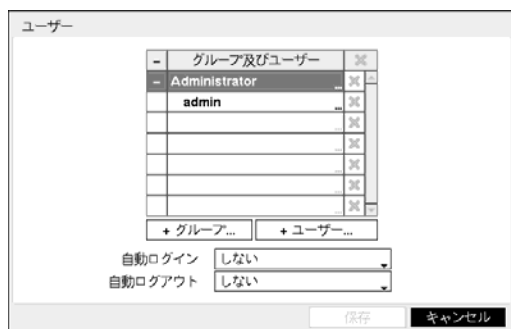 ユーザー
− グループ及びユーザー ✕
− Administrator ... ✕
admin ... ✕
... ✕
... ✕
... ✕
... ✕
... ✕
+ グループ... + ユーザー...
自動ログイン しない
自動ログアウト しない
保存 キャンセル